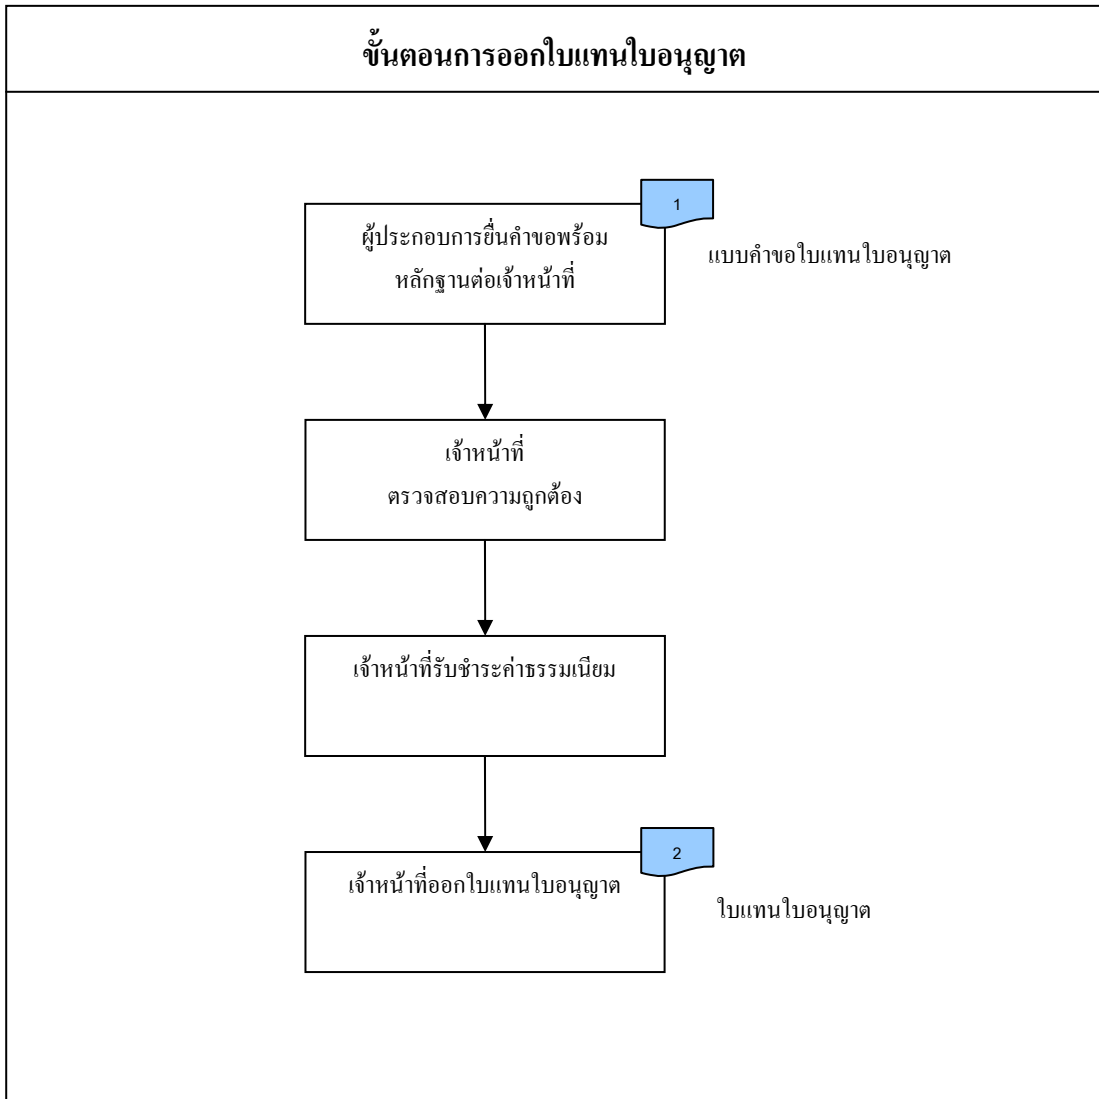 ขั้นตอนการออกใบแทนใบอนุญาต
1
ผู้ประกอบการยื่นคำขอพร้อม
หลักฐานต่อเจ้าหน้าที่
แบบคำขอใบแทนใบอนุญาต
เจ้าหน้าที่
ตรวจสอบความถูกต้อง
เจ้าหน้าที่รับชำระค่าธรรมเนียม
2
เจ้าหน้าที่ออกใบแทนใบอนุญาต
ใบแทนใบอนุญาต